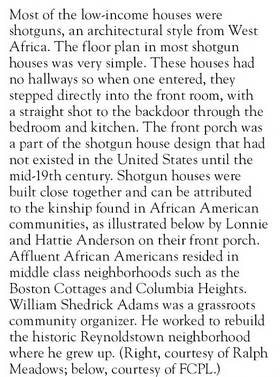 Most of the low-income houses were
shotguns, an architectural style from West
Africa. The floor plan in most shotgun
houses was very simple. These houses had
no hallways so when one entered, they
stepped directly into the front room, with
a straight shot to the backdoor through the
bedroom and kitchen. The front porch was
a part of the shotgun house design that had
not existed in the United States until the
mid-19th century. Shotgun houses were
built close together and can be attributed
to the kinship found in African American
communities, as illustrated below by Lonnie
and Hattie Anderson on their front porch.
Affluent African Americans resided in
middle class neighborhoods such as the
Boston Cottages and Columbia Heights.
William Shedrick Adams was a grassroots
community organizer. He worked to rebuild
the historic Reynoldstown neighborhood
where he grew up. (Right, courtesy of Ralph
Meadows; below, courtesy of FCPL.)